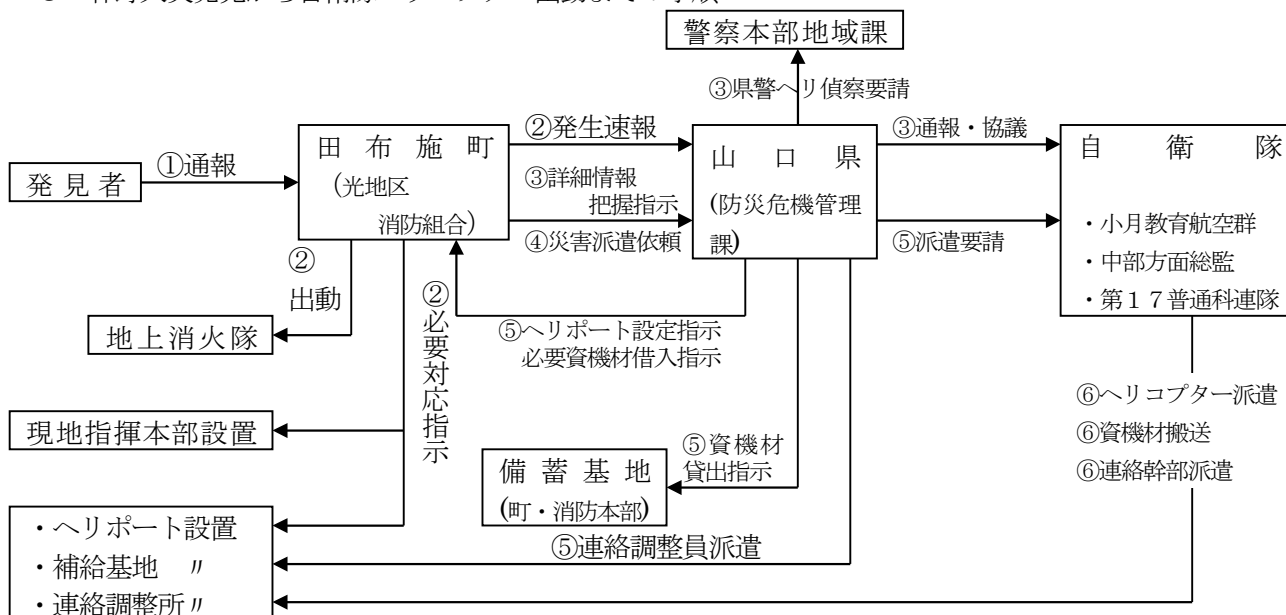 警察本部地域課
③県警ヘリ偵察要請
田布施町
(光地区
消防組合)
②発生速報
③詳細情報
把握指示
④災害派遣依頼
山口県
(防災危機管理
課)
③通報・協議
⑤派遣要請
自衛隊
・小月教育航空群
・中部方面総監
・第17普通科連隊
発見者
①通報
②
出動
地上消火隊
②必要対応指示
⑤ヘリポート設定指示
必要資機材借入指示
⑥ヘリコプター派遣
⑥資機材搬送
⑥連絡幹部派遣
現地指揮本部設置
⑤資機材
貸出指示
備蓄基地
(町・消防本部)
⑤連絡調整員派遣
・ヘリポート設置
・補給基地 〃
・連絡調整所〃